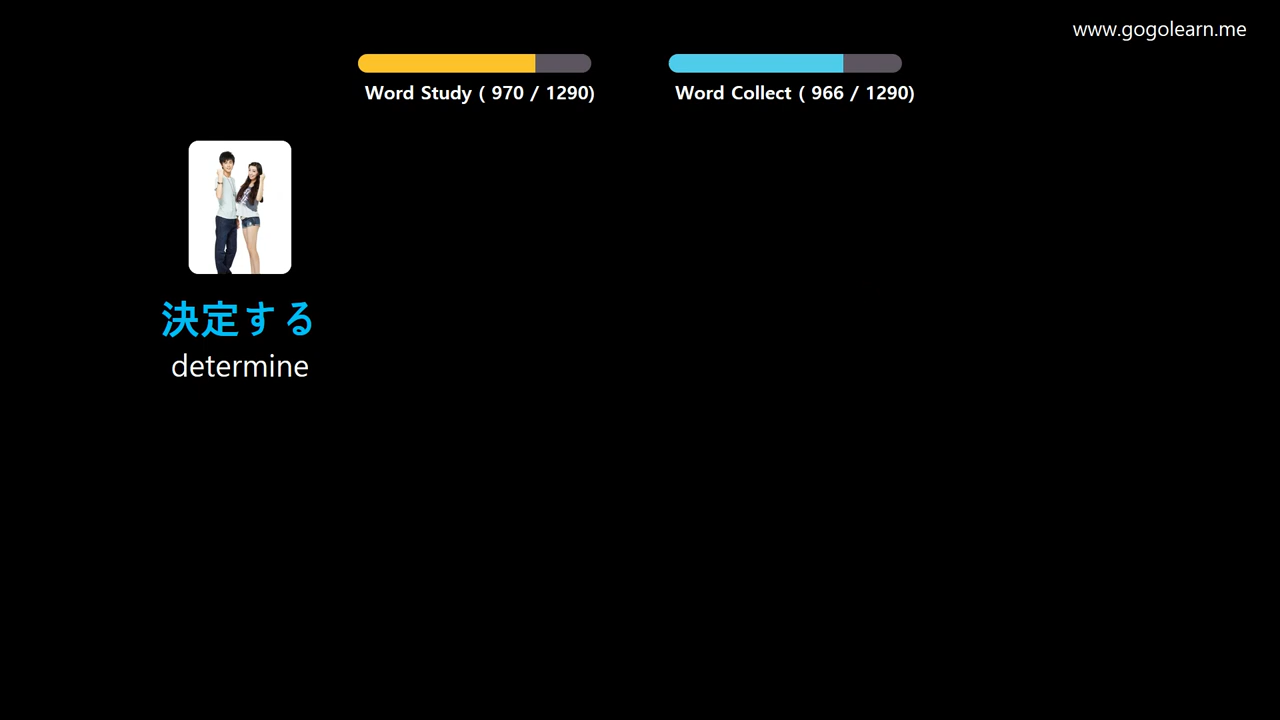 www.gogolearn.me
Word Study ( 970 / 1290)
Word Collect ( 966 / 1290)
決定する
determine